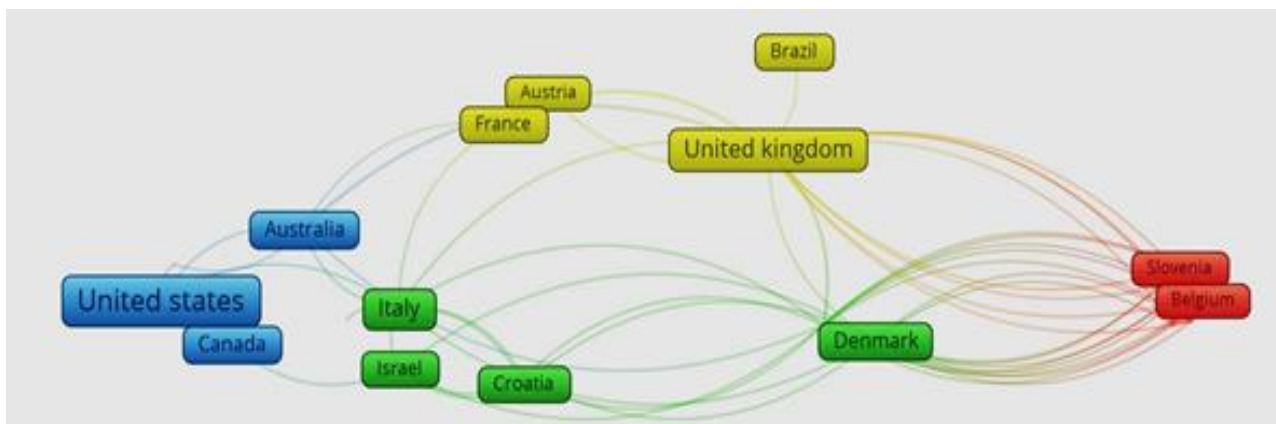 Brazil
Austria
France
United kingdom
Australia
Slovenia
United states
Belgium
Italy
Canada
Denmark
Israel
Croatia